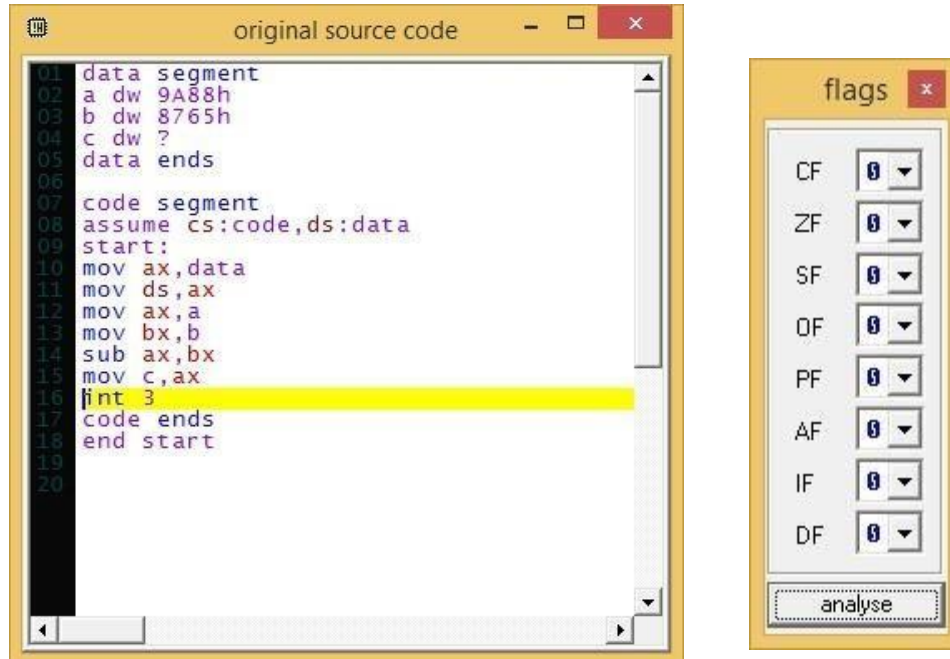 original source code
01 data segment
02 a dw 9A88h
03 b dw 8765h
04 c dw ?
05 data ends
06
07 code segment
08 assume cs:code,ds:data
09 start:
10 mov ax,data
11 mov ds,ax
12 mov ax,a
13 mov bx,b
14 sub ax,bx
15 mov c,ax
16 int 3
17 code ends
18 end start
19
20
flags
CF 0
ZF 0
SF 0
OF 0
PF 0
AF 0
IF 0
DF 0
analyse